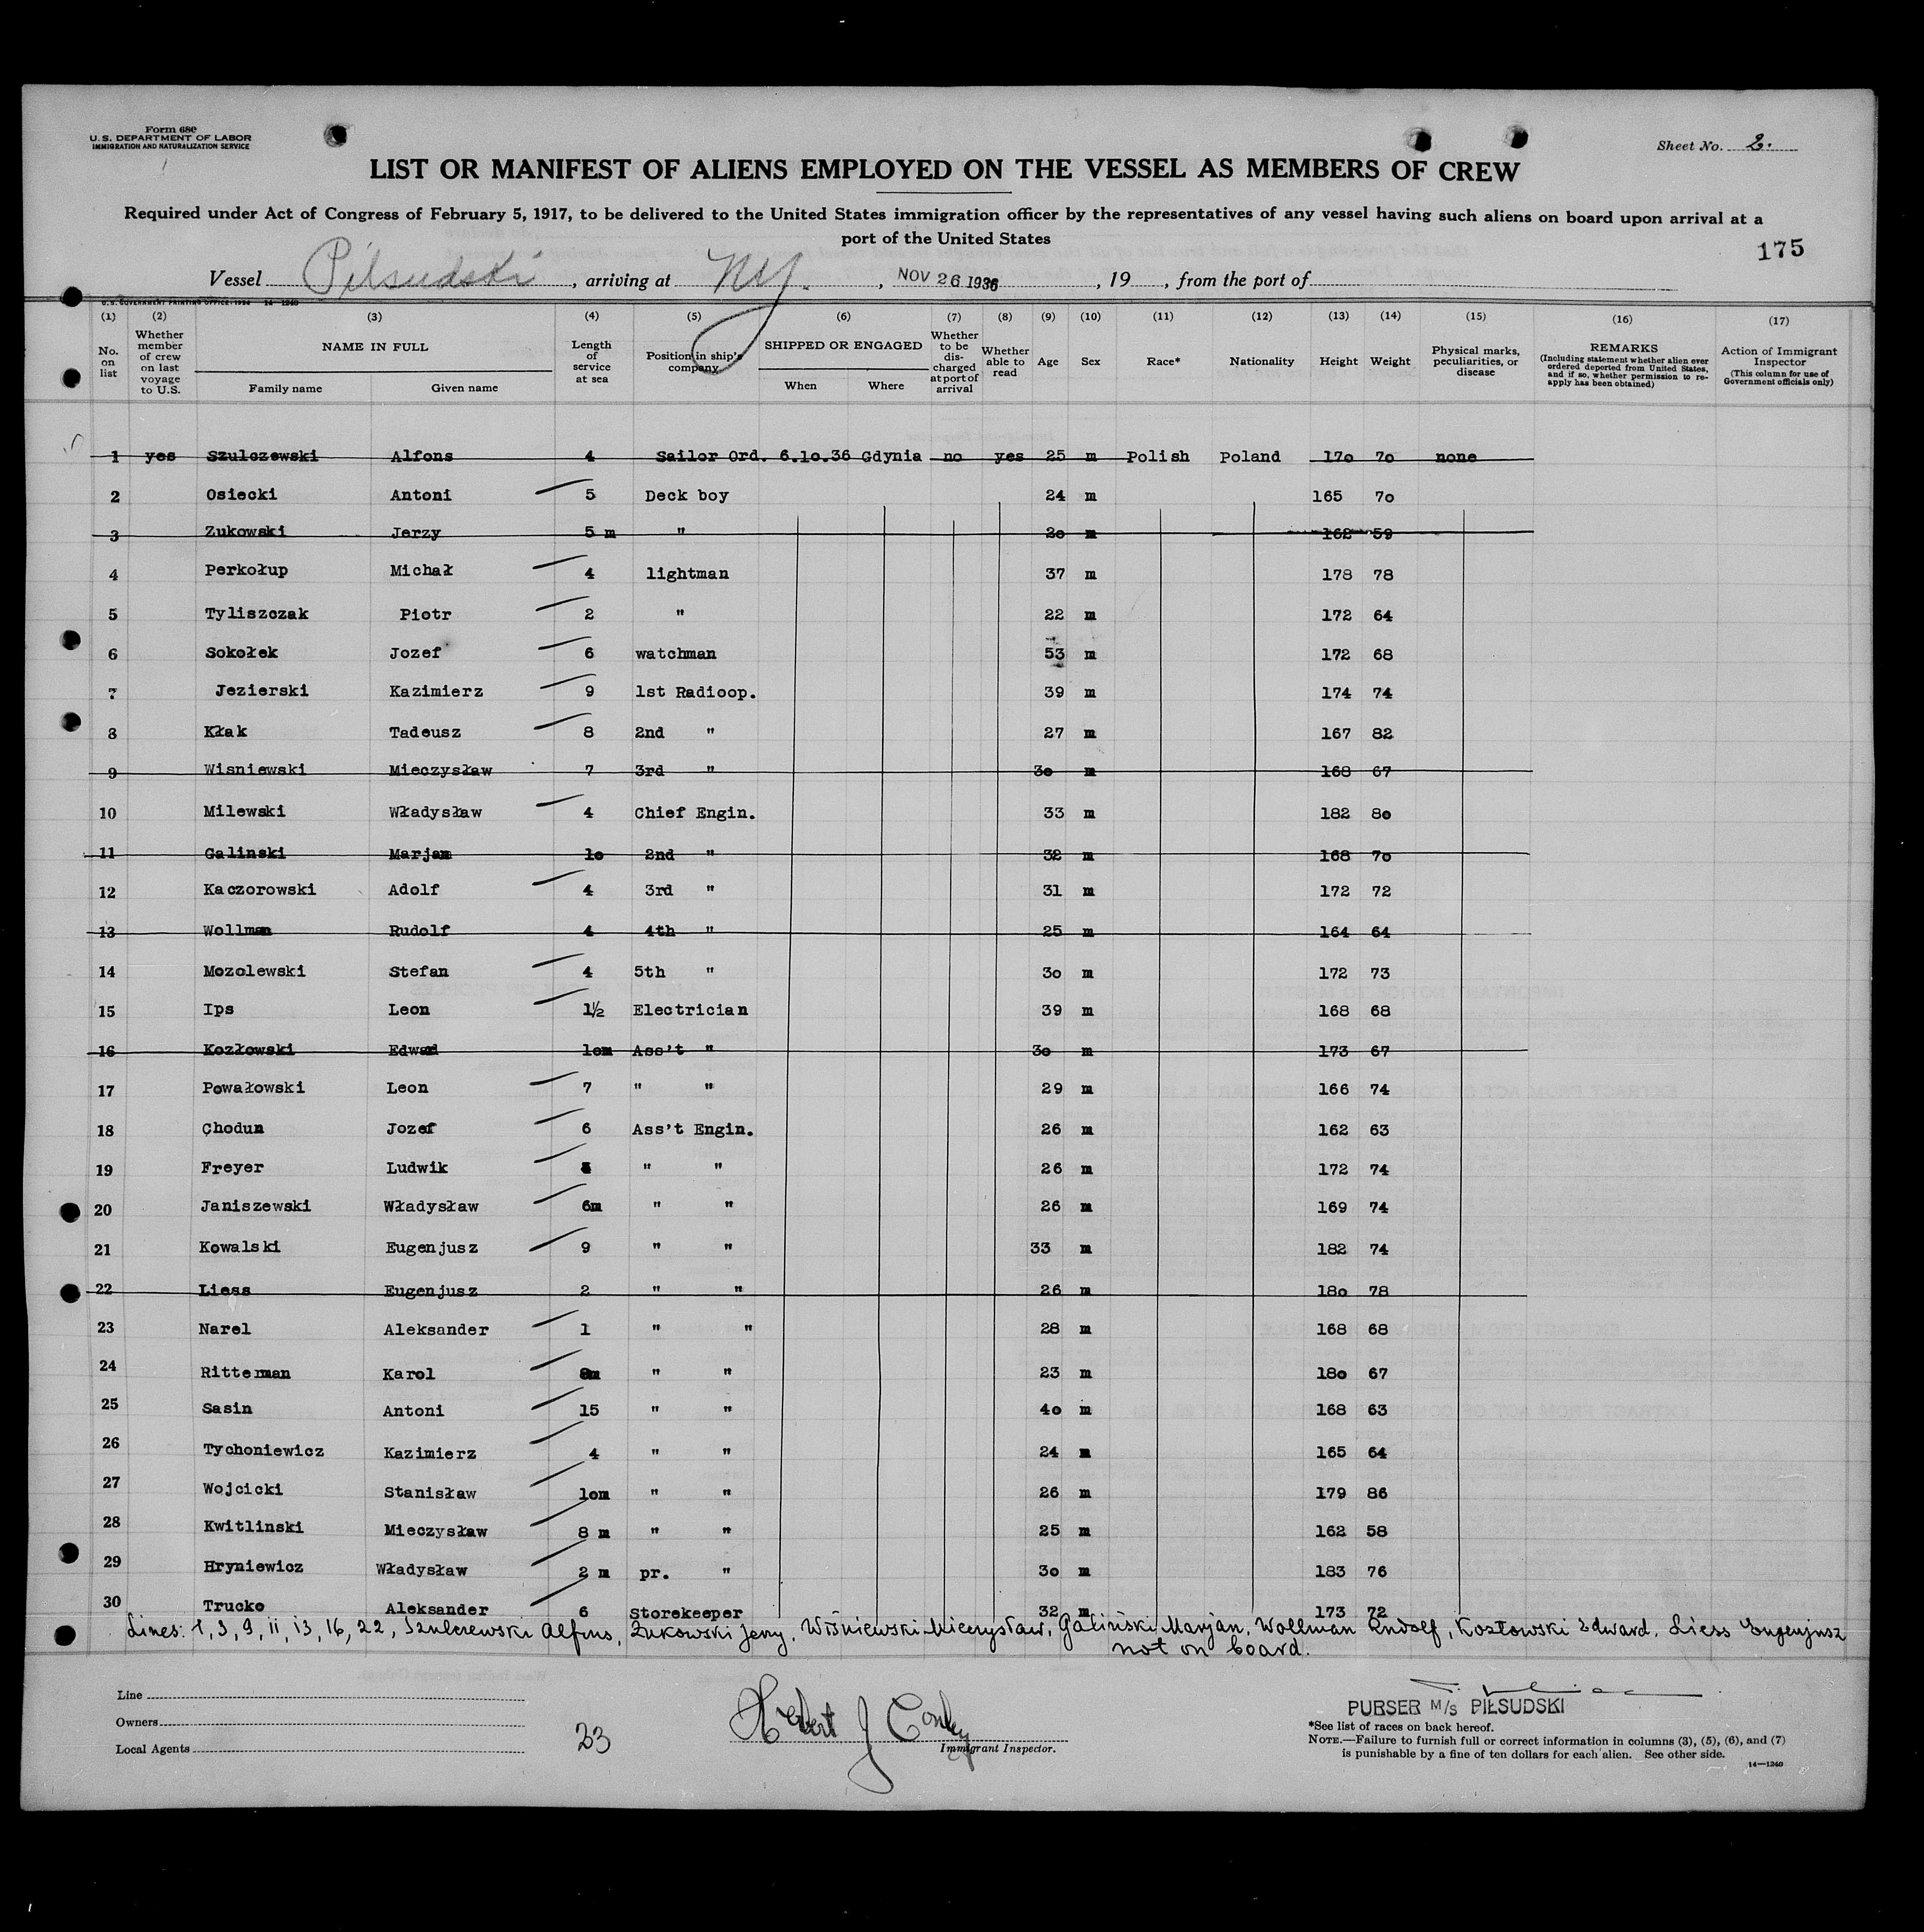 Form 680
U. S. DEPARTMENT OF LABOR
IMMIGRATION AND NATURALIZATION SERVICE
Sheet No. 2.
LIST OR MANIFEST OF ALIENS EMPLOYED ON THE VESSEL AS MEMBERS OF CREW
Required under Act of Congress of February 5, 1917, to be delivered to the United States immigration officer by the representatives of any vessel having such aliens on board upon arrival at a
port of the United States
175
Vessel Pilsudski, arriving at NY., NOV 26 1936, 19, from the port of
U. S. GOVERNMENT PRINTING OFFICE: 1934 14-1240
(1) (2) (3) (4) (5) (6) (7) (8) (9) (10) (11) (12) (13) (14) (15) (16) (17)
No. on list
Whether member of crew on last voyage to U.S.
NAME IN FULL
Family name Given name
Length of service at sea
Position in ship's company
SHIPPED OR ENGAGED
When Where
Whether to be discharged at port of arrival
Whether able to read
Age
Sex
Race*
Nationality
Height
Weight
Physical marks, peculiarities, or disease
REMARKS
(Including statement whether alien ever ordered deported from United States, and if so, whether permission to reapply has been obtained)
Action of Immigrant Inspector
(This column for use of Government officials only)
1 yes Szulczewski Alfons 4 Sailor Ord. 6.10.36 Gdynia no yes 25 m Polish Poland 170 70 none
2 Osiecki Antoni 5 Deck boy 24 m 165 70
3 Zukowski Jerzy 5 m " 20 m 162 59
4 Perkołup Michał 4 lightman 37 m 178 78
5 Tyliszczak Piotr 2 " 22 m 172 64
6 Sokołek Jozef 6 watchman 53 m 172 68
7 Jezierski Kazimierz 9 1st Radioop. 39 m 174 74
8 Kłak Tadeusz 8 2nd " 27 m 167 82
9 Wisniewski Mieczysław 7 3rd " 30 m 168 67
10 Milewski Władysław 4 Chief Engin. 33 m 182 80
11 Galinski Marjan 10 2nd " 32 m 168 70
12 Kaczorowski Adolf 4 3rd " 31 m 172 72
13 Wollman Rudolf 4 4th " 25 m 164 64
14 Mozolewski Stefan 4 5th " 30 m 172 73
15 Ips Leon 1½ Electrician 39 m 168 68
16 Kozłowski Edward 10m Ass't " 30 m 173 67
17 Powałowski Leon 7 " " 29 m 166 74
18 Chodun Jozef 6 Ass't Engin. 26 m 162 63
19 Freyer Ludwik " " 26 m 172 74
20 Janiszewski Władysław 6m " " 26 m 169 74
21 Kowalski Eugenjusz 9 " " 33 m 182 74
22 Liess Eugenjusz 2 " " 26 m 180 78
23 Narel Aleksander 1 " " 28 m 168 68
24 Ritterman Karol 8m " " 23 m 180 67
25 Sasin Antoni 15 " " 40 m 168 63
26 Tychoniewicz Kazimierz 4 " " 24 m 165 64
27 Wojcicki Stanisław 10m " " 26 m 179 86
28 Kwitlinski Mieczysław 8 m " " 25 m 162 58
29 Hryniewicz Władysław 2 m pr. " 30 m 183 76
30 Trucko Aleksander 6 Storekeeper 32 m 173 72
Lines: 1, 3, 9, 11, 13, 16, 22, Szulczewski Alfons, Żukowski Jerzy, Wiśniewski Mieczysław, Galiński Marjan, Wollman Rudolf, Kozłowski Edward, Liess Eugenjusz
not on board.
Line
Owners
Local Agents
23
Herbert J Conley
Immigrant Inspector.
PURSER M/S PIŁSUDSKI
*See list of races on back hereof.
NOTE.—Failure to furnish full or correct information in columns (3), (5), (6), and (7)
is punishable by a fine of ten dollars for each alien. See other side.
14—1240